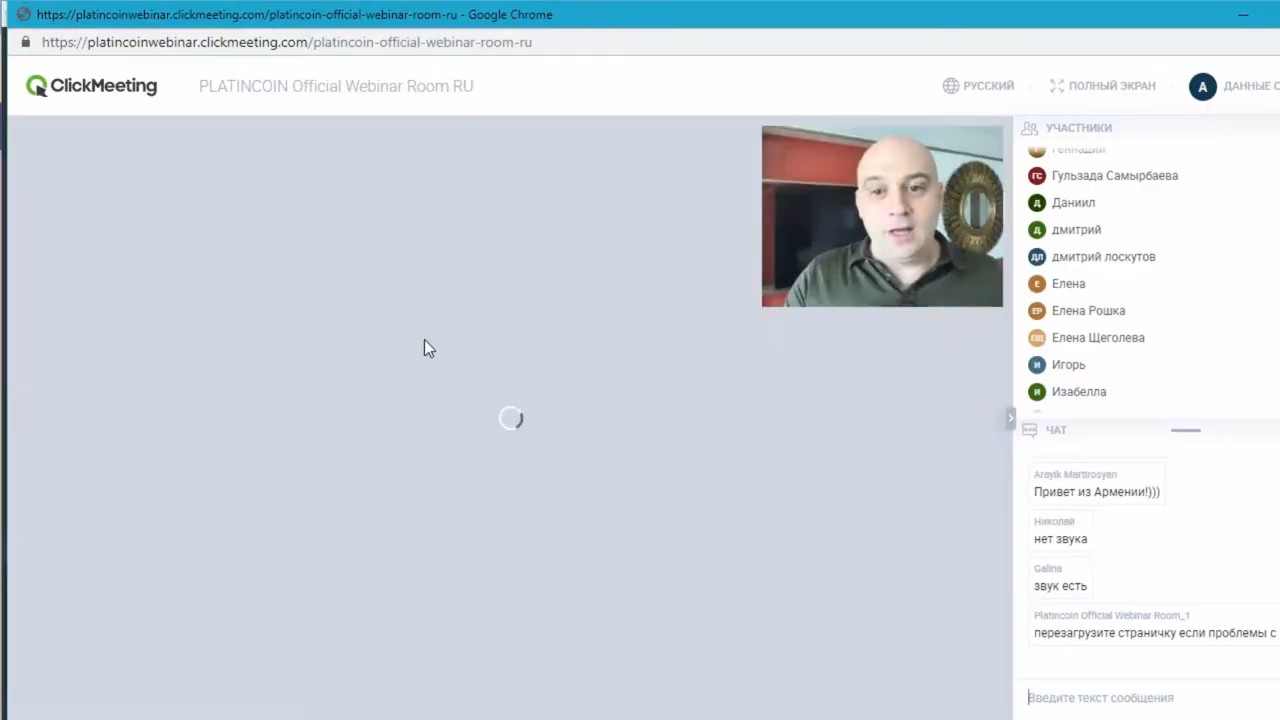 https://platincoinwebinar.clickmeeting.com/platincoin-official-webinar-room-ru - Google Chrome
https://platincoinwebinar.clickmeeting.com/platincoin-official-webinar-room-ru
ClickMeeting
PLATINCOIN Official Webinar Room RU
РУССКИЙ
ПОЛНЫЙ ЭКРАН
A
ДАННЫЕ С
УЧАСТНИКИ
Геннадий
ГС Гульзада Самырбаева
Д Даниил
Д дмитрий
ДЛ дмитрий лоскутов
Е Елена
ЕР Елена Рошка
ЕЩ Елена Щеголева
И Игорь
И Изабелла
ЧАТ
Arayik Martirosyan
Привет из Армении!)))
Николай
нет звука
Galina
звук есть
Platincoin Official Webinar Room_1
перезагрузите страничку если проблемы с
Введите текст сообщения